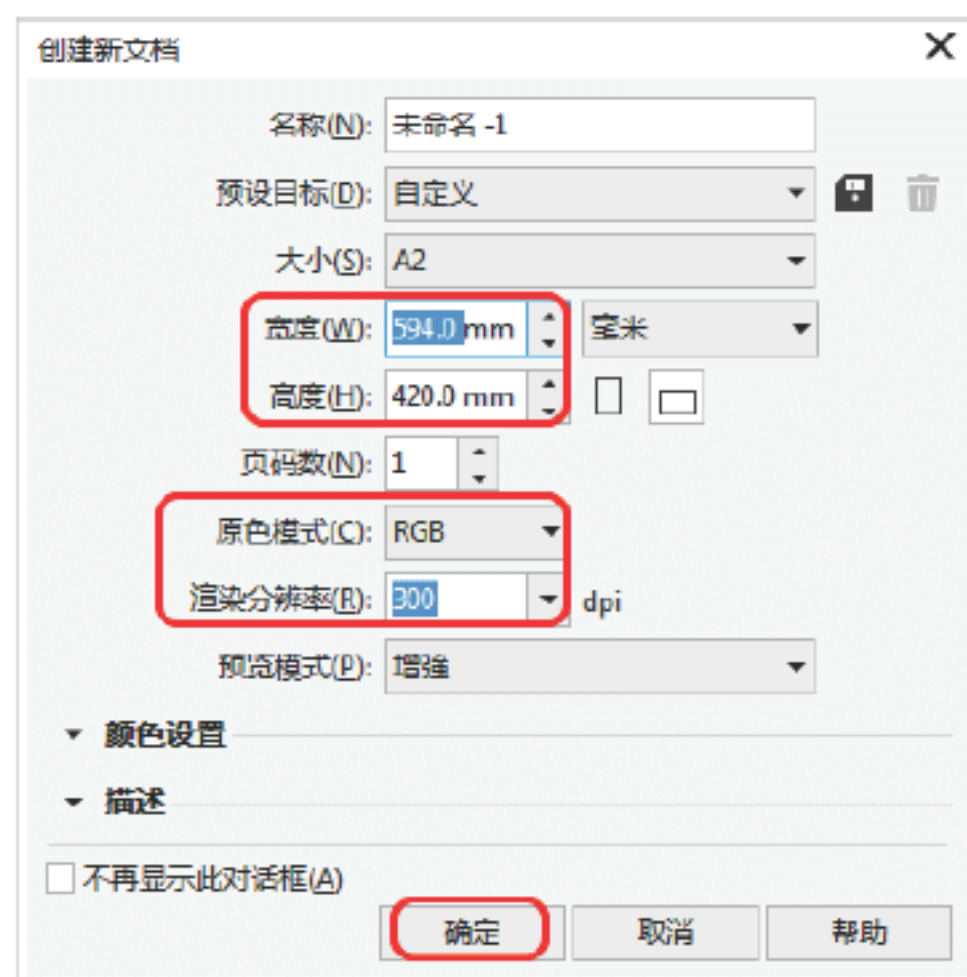 创建新文档
名称(N): 未命名 -1
预设目标(D): 自定义
大小(S): A2
宽度(W): 594.0 mm 毫米
高度(H): 420.0 mm
页码数(N): 1
原色模式(C): RGB
渲染分辨率(R): 300 dpi
预览模式(P): 增强
颜色设置
描述
不再显示此对话框(A)
确定 取消 帮助